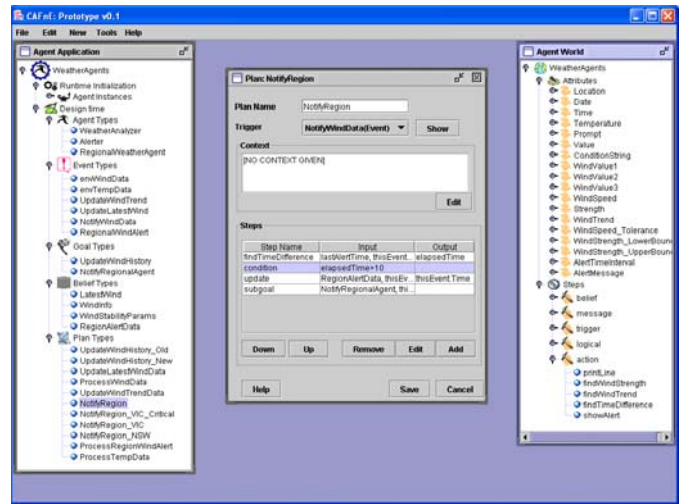 CAFnE: Prototype v0.1
File Edit New Tools Help
Agent Application
WeatherAgents
Runtime Initialization
Agent Instances
Design time
Agent Types
WeatherAnalyzer
Alerter
RegionalWeatherAgent
Event Types
envWindData
envTempData
UpdateWindTrend
UpdateLatestWind
NotifyWindData
RegionalWindAlert
Goal Types
UpdateWindHistory
NotifyRegionalAgent
Belief Types
LatestWind
WindInfo
WindStabilityParams
RegionAlertData
Plan Types
UpdateWindHistory_Old
UpdateWindHistory_New
UpdateLatestWindData
ProcessWindData
UpdateWindTrendData
NotifyRegion
NotifyRegion_VIC_Critical
NotifyRegion_VIC
NotifyRegion_NSW
ProcessRegionWindAlert
ProcessTempData
Plan: NotifyRegion
Plan Name NotifyRegion
Trigger NotifyWindData(Event) Show
Context
[NO CONTEXT GIVEN]
Edit
Steps
Step Name Input Output
findTimeDifference lastAlertTime, thisEvent... elapsedTime
condition elapsedTime>10
update RegionAlertData, thisEv... thisEvent.Time
subgoal NotifyRegionalAgent, thi...
Down Up Remove Edit Add
Help Save Cancel
Agent World
WeatherAgents
Attributes
Location
Date
Time
Temperature
Prompt
Value
ConditionString
WindValue1
WindValue2
WindValue3
WindSpeed
Strength
WindTrend
WindSpeed_Tolerance
WindStrength_LowerBoun
WindStrength_UpperBoun
AlertTimeInterval
AlertMessage
Steps
belief
message
trigger
logical
action
printLine
findWindStrength
findWindTrend
findTimeDifference
showAlert